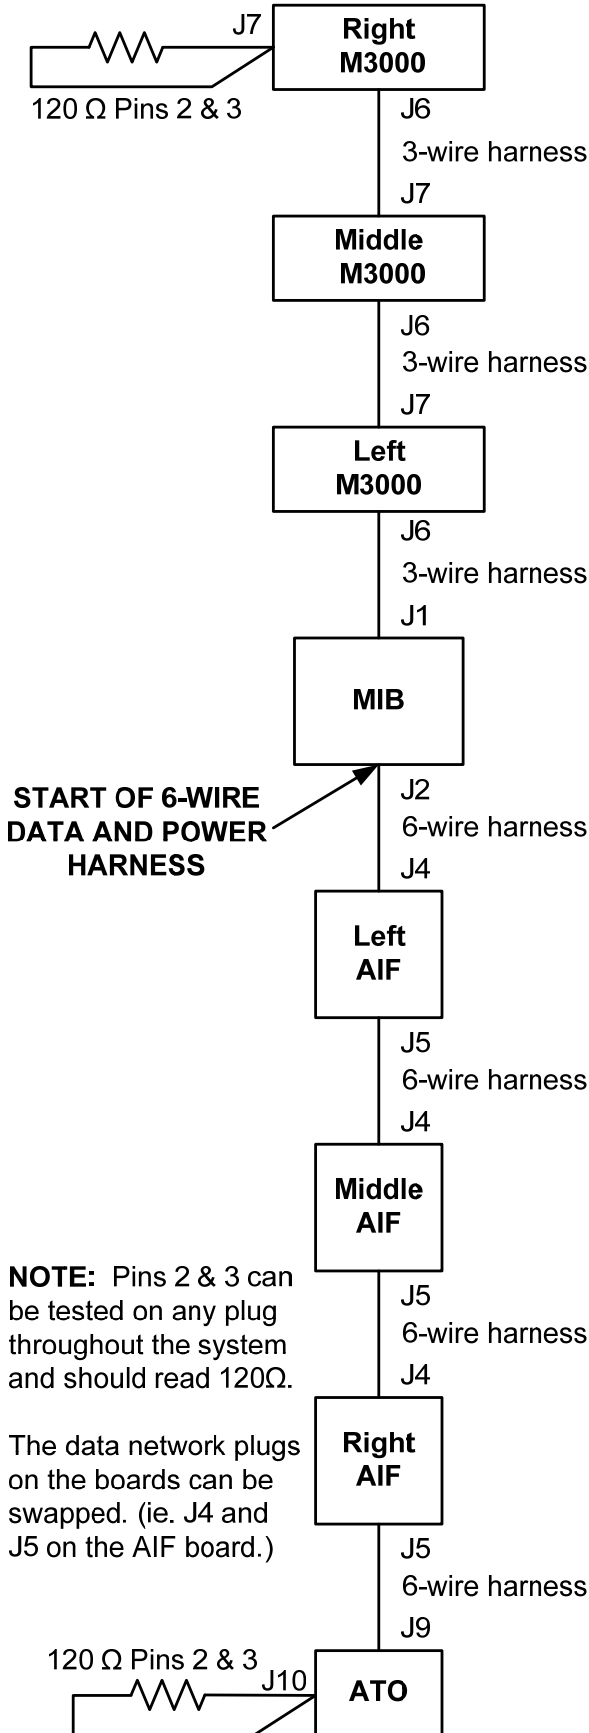 J7
Right
M3000
120 Ω Pins 2 & 3
J6
3-wire harness
J7
Middle
M3000
J6
3-wire harness
J7
Left
M3000
J6
3-wire harness
J1
MIB
START OF 6-WIRE
DATA AND POWER
HARNESS
J2
6-wire harness
J4
Left
AIF
J5
6-wire harness
J4
Middle
AIF
NOTE: Pins 2 & 3 can
be tested on any plug
throughout the system
and should read 120Ω.
J5
6-wire harness
J4
The data network plugs
on the boards can be
swapped. (ie. J4 and
J5 on the AIF board.)
Right
AIF
J5
6-wire harness
J9
120 Ω Pins 2 & 3
J10
ATO